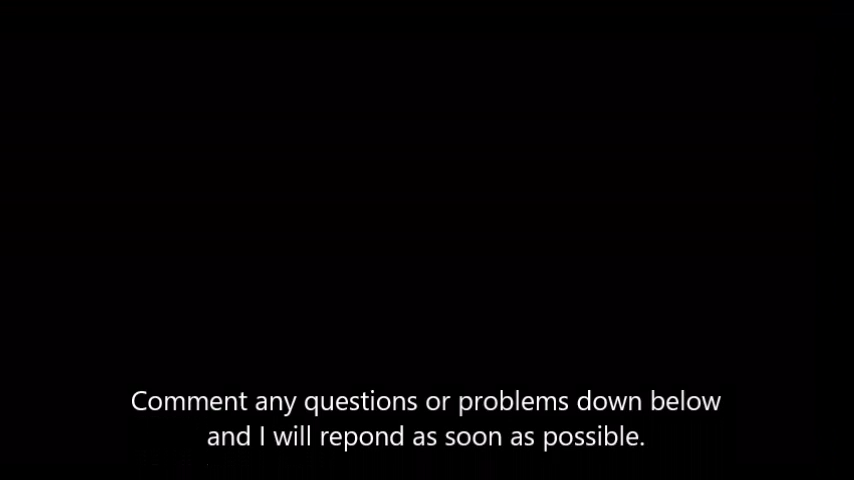 Comment any questions or problems down below
and I will repond as soon as possible.